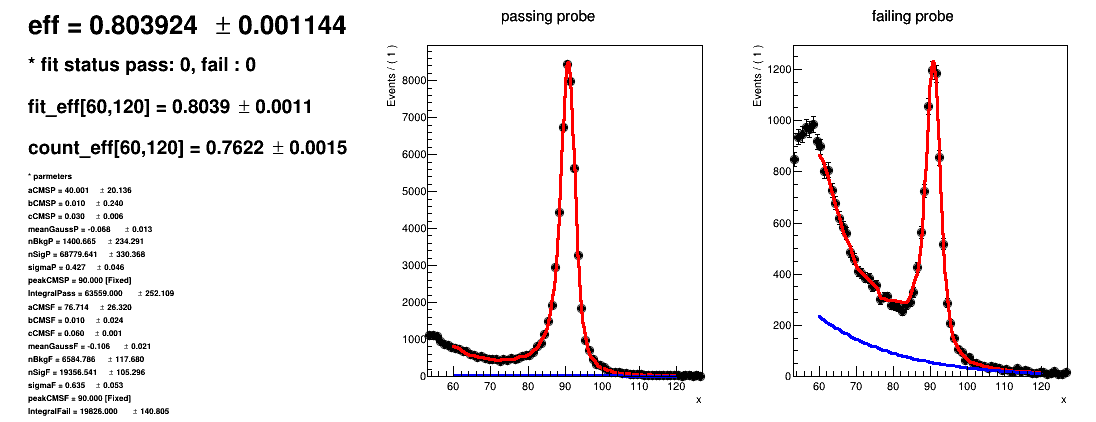 eff = 0.803924 ± 0.001144
* fit status pass: 0, fail : 0
fit_eff[60,120] = 0.8039 ± 0.0011
count_eff[60,120] = 0.7622 ± 0.0015
* parmeters
aCMSP = 40.001 ± 20.136
bCMSP = 0.010 ± 0.240
cCMSP = 0.030 ± 0.006
meanGaussP = -0.068 ± 0.013
nBkgP = 1400.665 ± 234.291
nSigP = 68779.641 ± 330.368
sigmaP = 0.427 ± 0.046
peakCMSP = 90.000 [Fixed]
IntegralPass = 63559.000 ± 252.109
aCMSF = 76.714 ± 26.320
bCMSF = 0.010 ± 0.024
cCMSF = 0.060 ± 0.001
meanGaussF = -0.106 ± 0.021
nBkgF = 6584.786 ± 117.680
nSigF = 19356.541 ± 105.296
sigmaF = 0.635 ± 0.053
peakCMSF = 90.000 [Fixed]
IntegralFail = 19826.000 ± 140.805
passing probe
Events / ( 1 )
8000
7000
6000
5000
4000
3000
2000
1000
0
60 70 80 90 100 110 120
x
failing probe
Events / ( 1 )
1200
1000
800
600
400
200
0
60 70 80 90 100 110 120
x